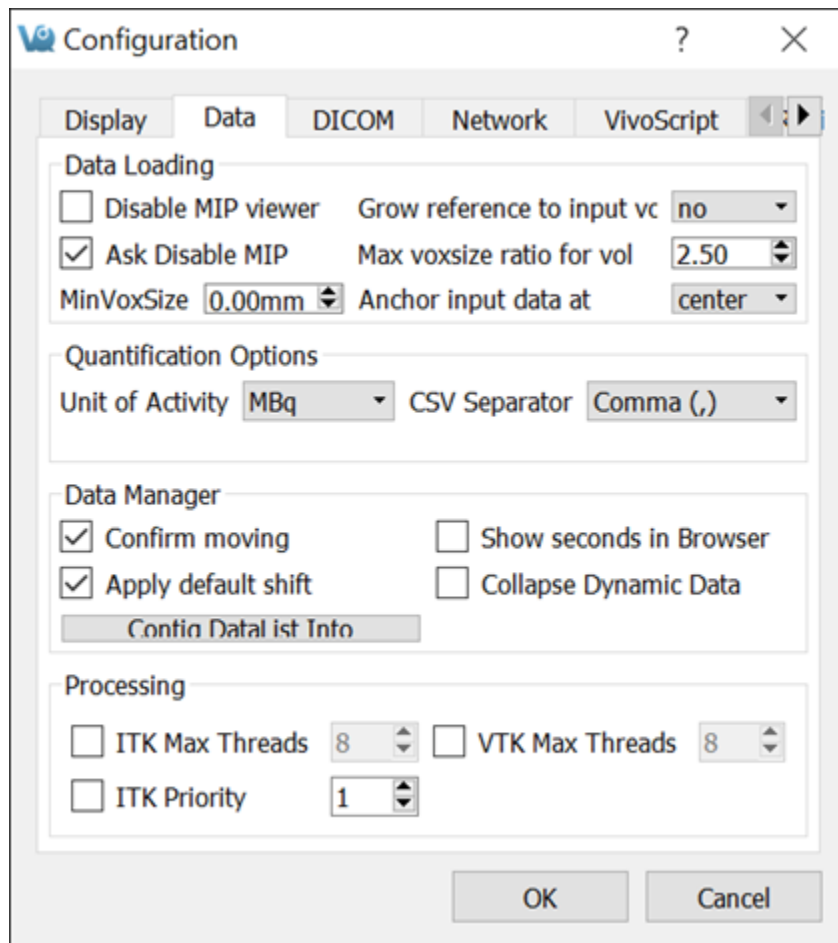 Configuration
Display Data DICOM Network VivoScript
Data Loading
Disable MIP viewer Grow reference to input vc no
Ask Disable MIP Max voxsize ratio for vol 2.50
MinVoxSize 0.00mm Anchor input data at center
Quantification Options
Unit of Activity MBq CSV Separator Comma (,)
Data Manager
Confirm moving Show seconds in Browser
Apply default shift Collapse Dynamic Data
Config DataList Info
Processing
ITK Max Threads 8 VTK Max Threads 8
ITK Priority 1
OK Cancel